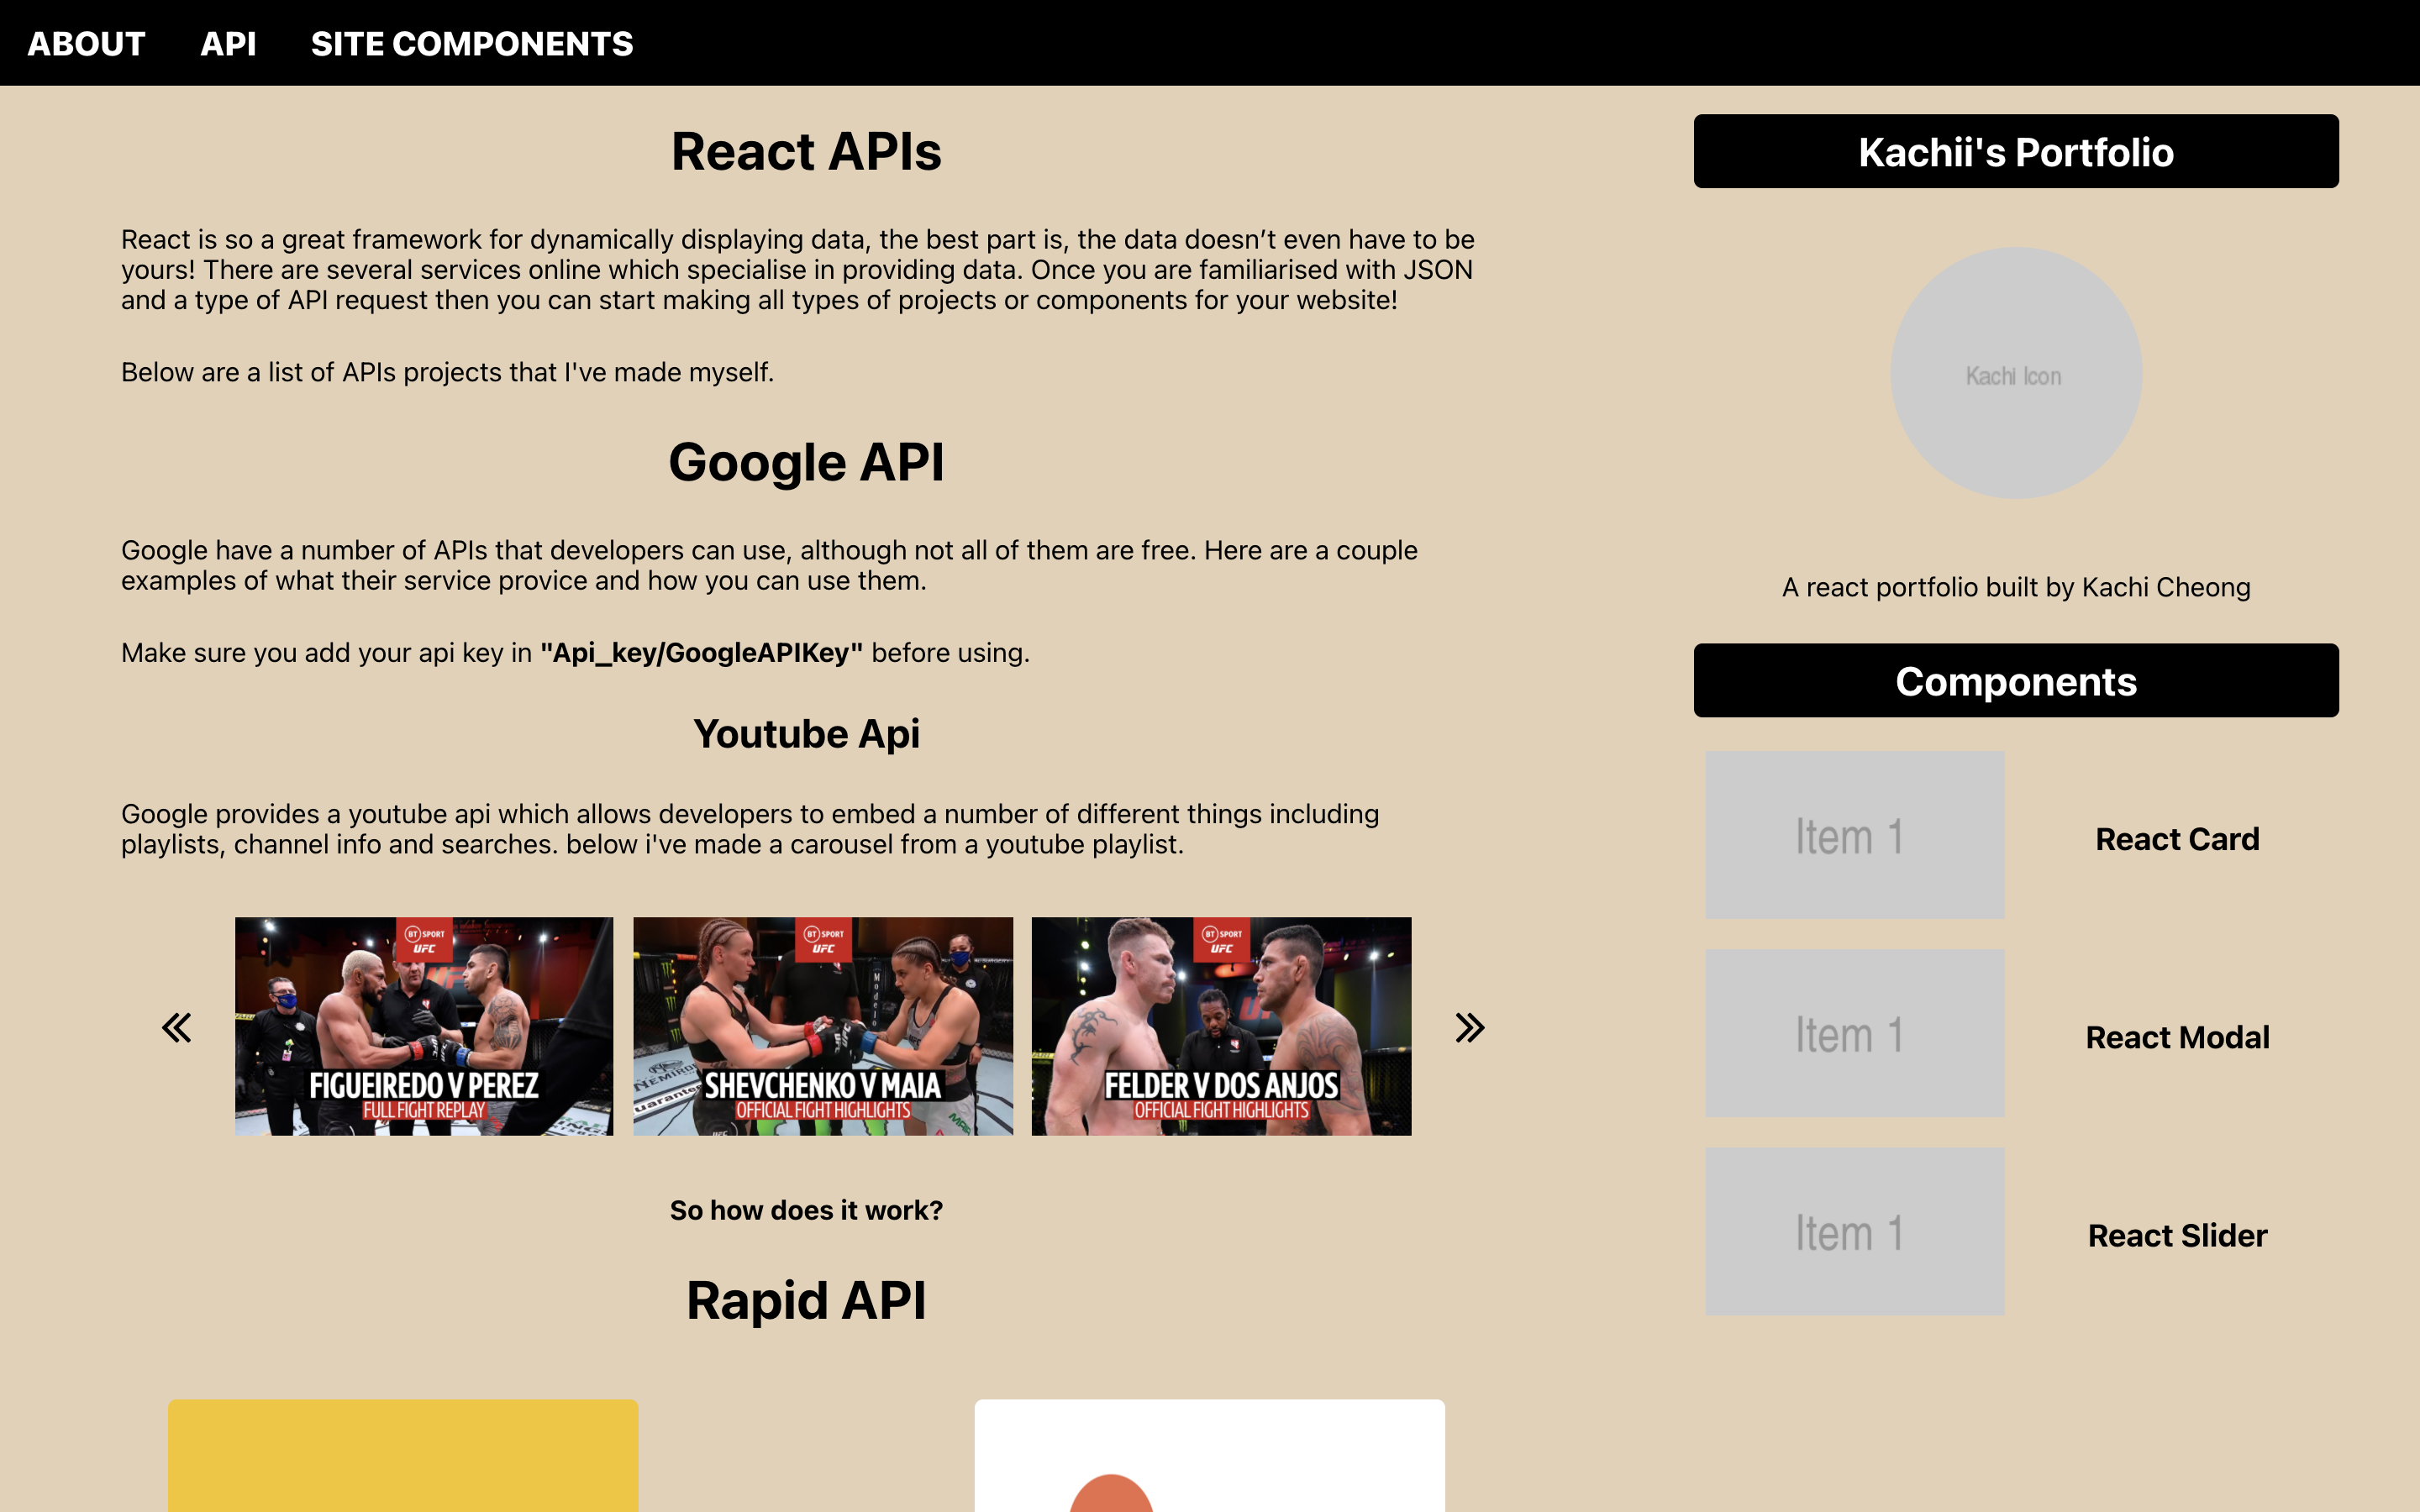 ABOUT API SITE COMPONENTS
React APIs
React is so a great framework for dynamically displaying data, the best part is, the data doesn’t even have to be
yours! There are several services online which specialise in providing data. Once you are familiarised with JSON
and a type of API request then you can start making all types of projects or components for your website!
Below are a list of APIs projects that I've made myself.
Google API
Google have a number of APIs that developers can use, although not all of them are free. Here are a couple
examples of what their service provice and how you can use them.
Make sure you add your api key in "Api_key/GoogleAPIKey" before using.
Youtube Api
Google provides a youtube api which allows developers to embed a number of different things including
playlists, channel info and searches. below i've made a carousel from a youtube playlist.
BT SPORT
UFC
FIGUEIREDO V PEREZ
FULL FIGHT REPLAY
BT SPORT
UFC
Modelo
SHEVCHENKO V MAIA
OFFICIAL FIGHT HIGHLIGHTS
BT SPORT
UFC
FELDER V DOS ANJOS
OFFICIAL FIGHT HIGHLIGHTS
So how does it work?
Rapid API
Kachii's Portfolio
Kachi Icon
A react portfolio built by Kachi Cheong
Components
Item 1
React Card
Item 1
React Modal
Item 1
React Slider